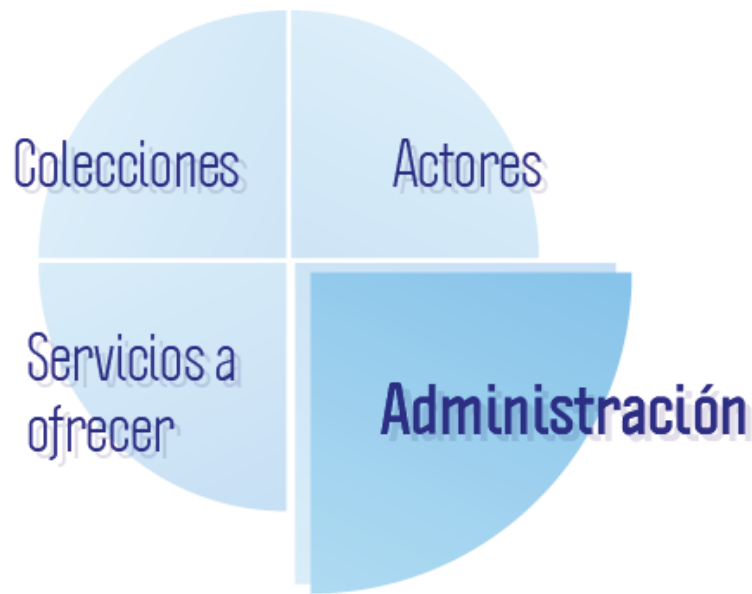 Colecciones
Actores
Servicios a
ofrecer
Administración